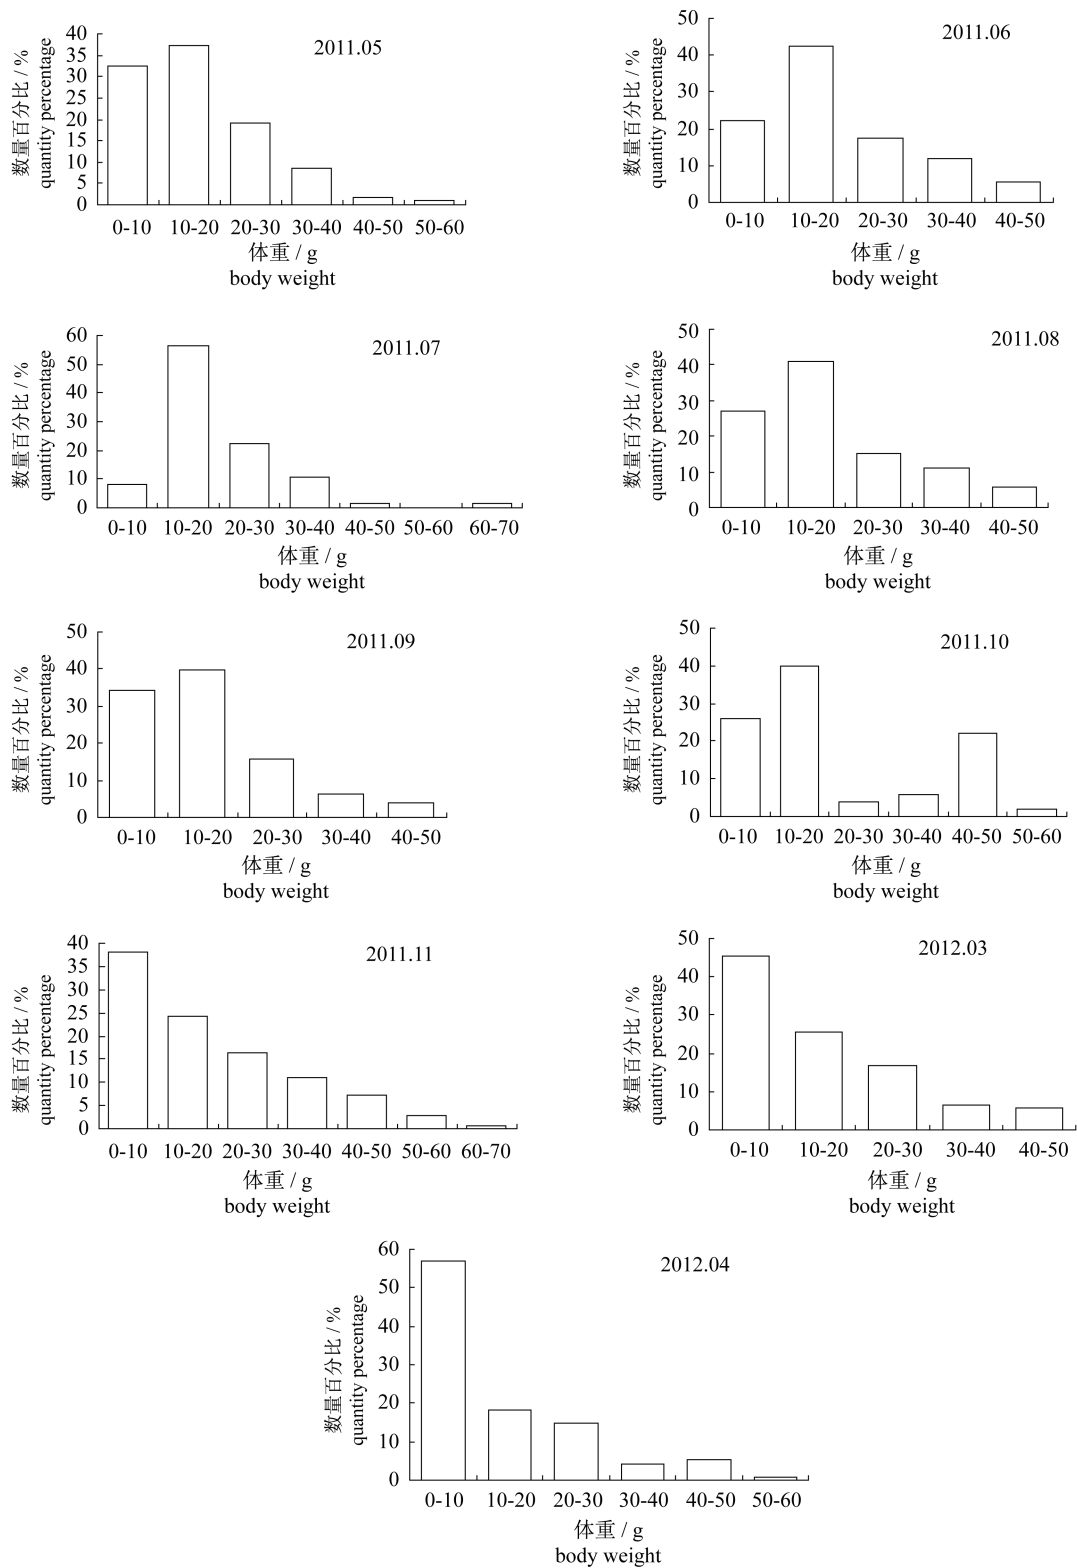 2011.05
数量百分比 / %
quantity percentage
40
35
30
25
20
15
10
5
0
0-10 10-20 20-30 30-40 40-50 50-60
体重 / g
body weight
2011.06
数量百分比 / %
quantity percentage
50
40
30
20
10
0
0-10 10-20 20-30 30-40 40-50
体重 / g
body weight
2011.07
数量百分比 / %
quantity percentage
60
50
40
30
20
10
0
0-10 10-20 20-30 30-40 40-50 50-60 60-70
体重 / g
body weight
2011.08
数量百分比 / %
quantity percentage
50
40
30
20
10
0
0-10 10-20 20-30 30-40 40-50
体重 / g
body weight
2011.09
数量百分比 / %
quantity percentage
50
40
30
20
10
0
0-10 10-20 20-30 30-40 40-50
体重 / g
body weight
2011.10
数量百分比 / %
quantity percentage
50
40
30
20
10
0
0-10 10-20 20-30 30-40 40-50 50-60
体重 / g
body weight
2011.11
数量百分比 / %
quantity percentage
40
35
30
25
20
15
10
5
0
0-10 10-20 20-30 30-40 40-50 50-60 60-70
体重 / g
body weight
2012.03
数量百分比 / %
quantity percentage
50
40
30
20
10
0
0-10 10-20 20-30 30-40 40-50
体重 / g
body weight
2012.04
数量百分比 / %
quantity percentage
60
50
40
30
20
10
0
0-10 10-20 20-30 30-40 40-50 50-60
体重 / g
body weight